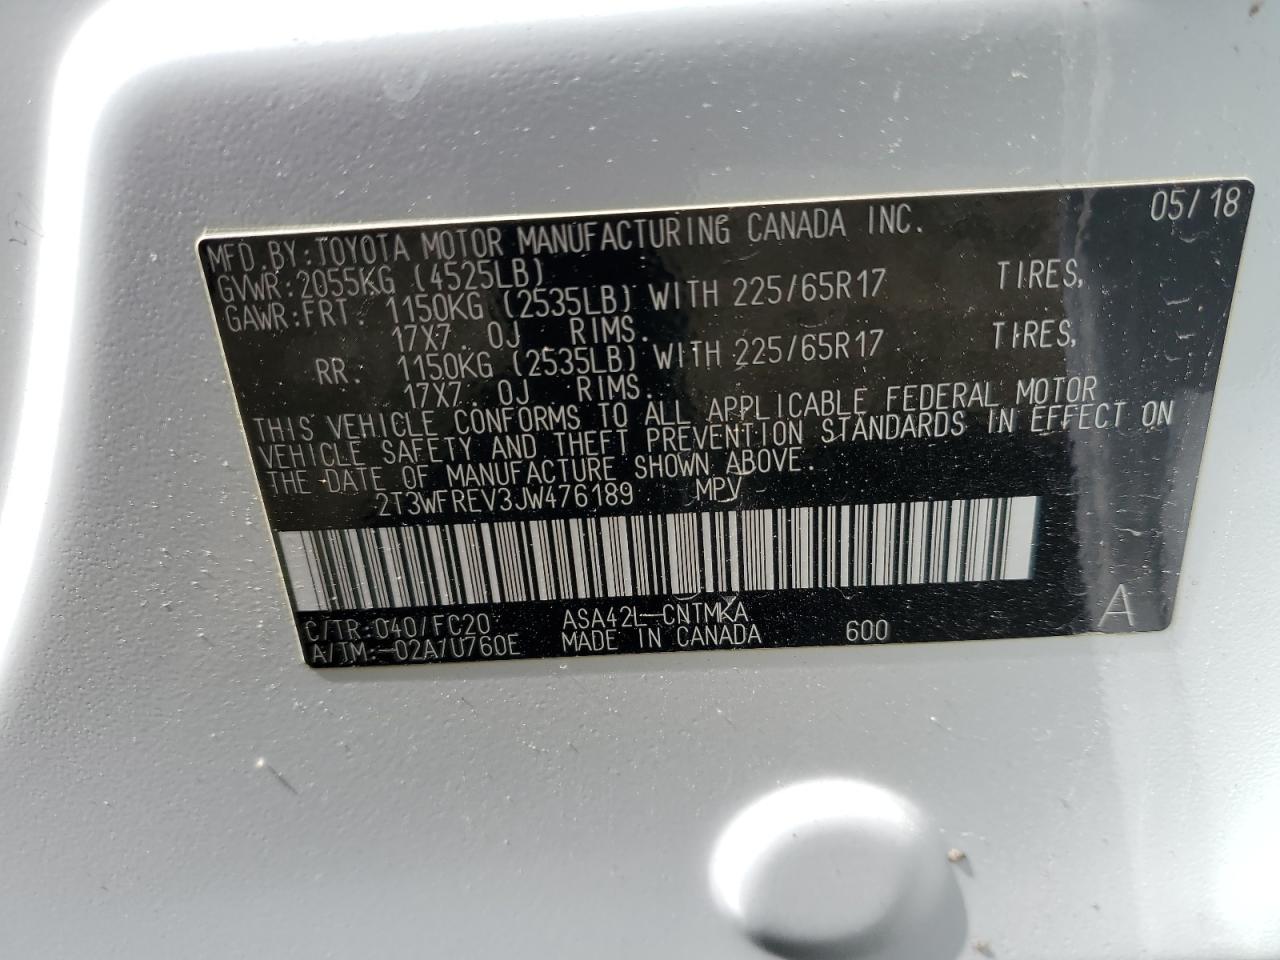 05/18
MFD.BY:TOYOTA MOTOR MANUFACTURING CANADA INC.
GVWR:2055KG (4525LB)
GAWR:FRT. 1150KG (2535LB) WITH 225/65R17 TIRES,
17X7.0J RIMS.
RR. 1150KG (2535LB) WITH 225/65R17 TIRES,
17X7.0J RIMS.
THIS VEHICLE CONFORMS TO ALL APPLICABLE FEDERAL MOTOR
VEHICLE SAFETY AND THEFT PREVENTION STANDARDS IN EFFECT ON
THE DATE OF MANUFACTURE SHOWN ABOVE.
2T3WFREV3JW476189 MPV
C/TR:040/FC20 ASA42L-CNTMKA
A/TM:-02A/U760E MADE IN CANADA 600 A